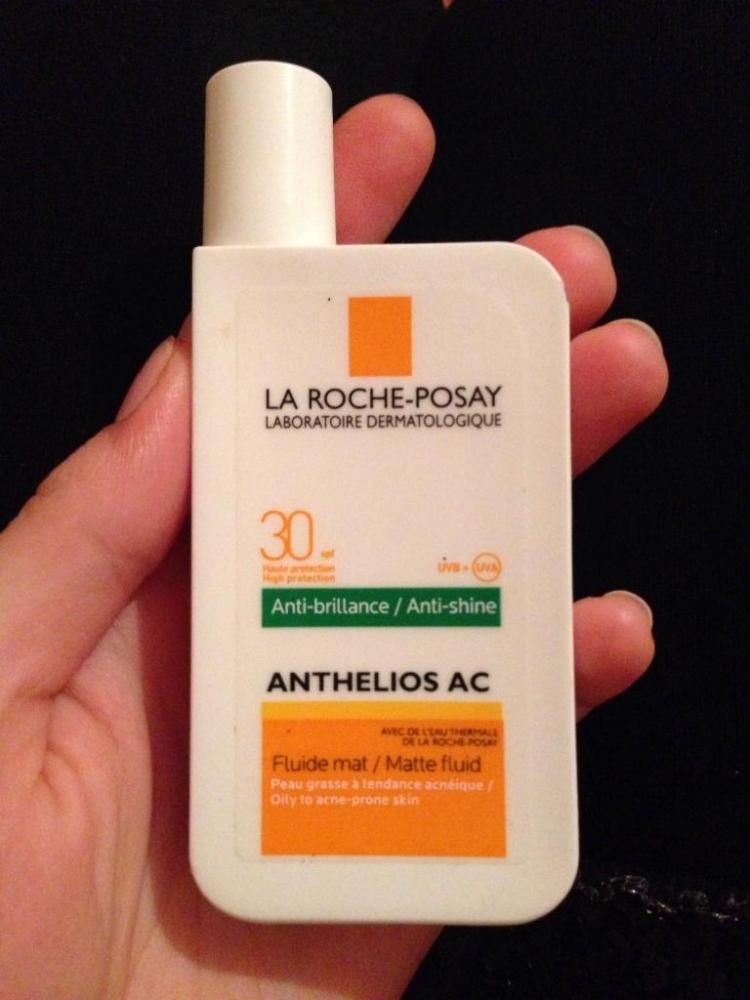 LA ROCHE-POSAY
LABORATOIRE DERMATOLOGIQUE
30 spf
Haute protection
High protection
UVB + UVA
Anti-brillance / Anti-shine
ANTHELIOS AC
AVEC DE L'EAU THERMALE
DE LA ROCHE-POSAY
Fluide mat / Matte fluid
Peau grasse à tendance acnéique /
Oily to acne-prone skin